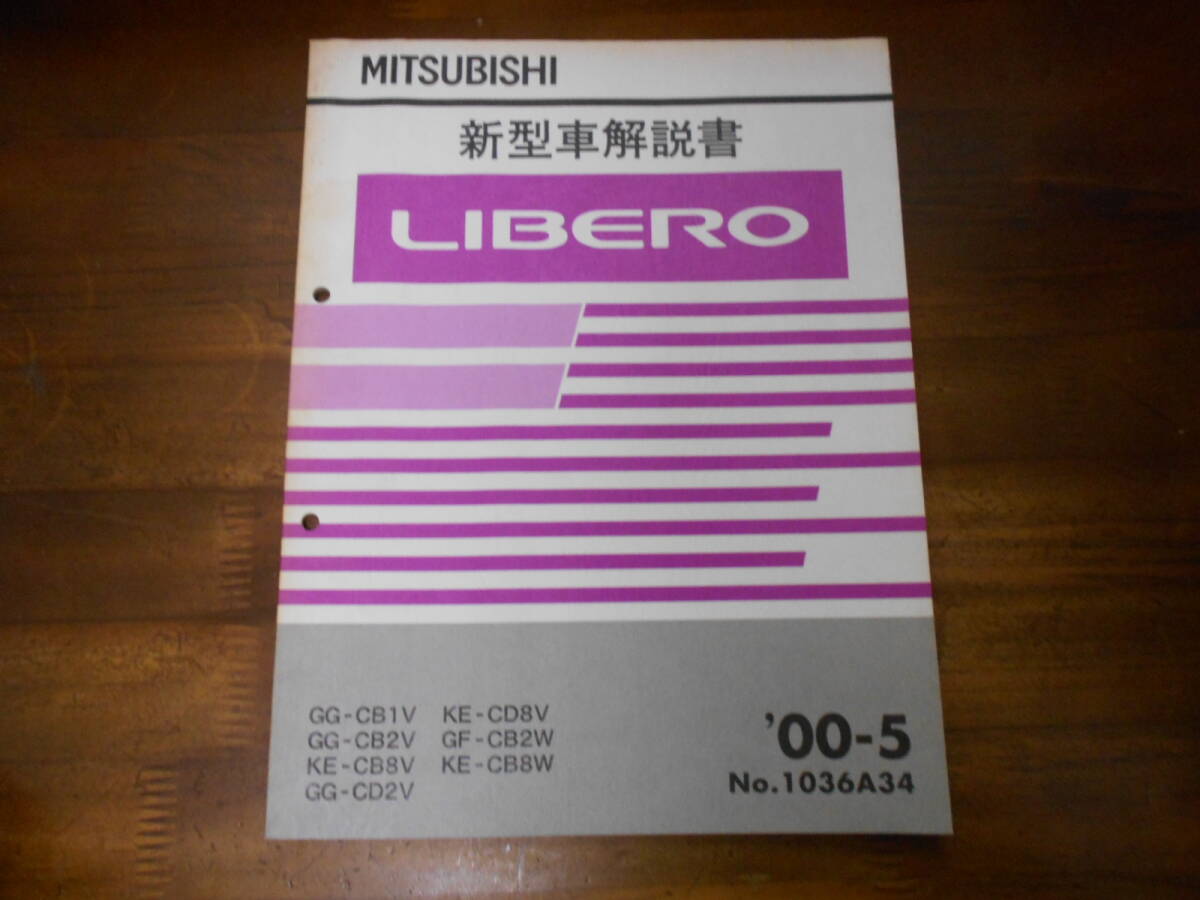 MITSUBISHI
新型車解説書
LIBERO
GG-CB1V KE-CD8V
GG-CB2V GF-CB2W
KE-CB8V KE-CB8W
GG-CD2V
'00-5
No.1036A34